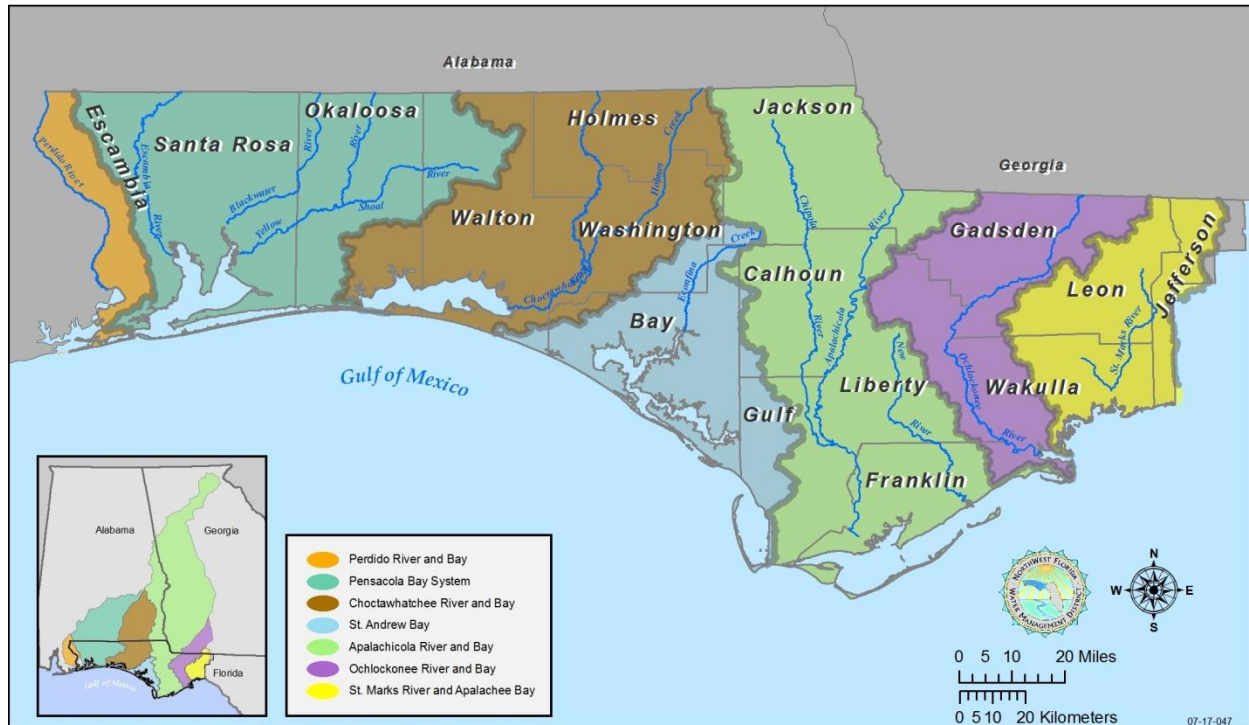 Alabama
Georgia
Escambia
Santa Rosa
Okaloosa
Walton
Holmes
Washington
Bay
Jackson
Calhoun
Gulf
Liberty
Franklin
Gadsden
Wakulla
Leon
Jefferson
Perdido River
Escambia
River
Blackwater
River
Yellow
River
Shoal
River
Choctawhatchee
Holmes
Creek
Econfina
Creek
Chipola
River
Apalachicola
River
New
River
Ochlockonee
River
St. Marks River
Gulf of Mexico
Alabama
Georgia
Florida
Gulf of Mexico
Perdido River and Bay
Pensacola Bay System
Choctawhatchee River and Bay
St. Andrew Bay
Apalachicola River and Bay
Ochlockonee River and Bay
St. Marks River and Apalachee Bay
NORTHWEST FLORIDA
WATER MANAGEMENT DISTRICT
N
W
E
S
0 5 10 20 Miles
0 5 10 20 Kilometers
07-17-047